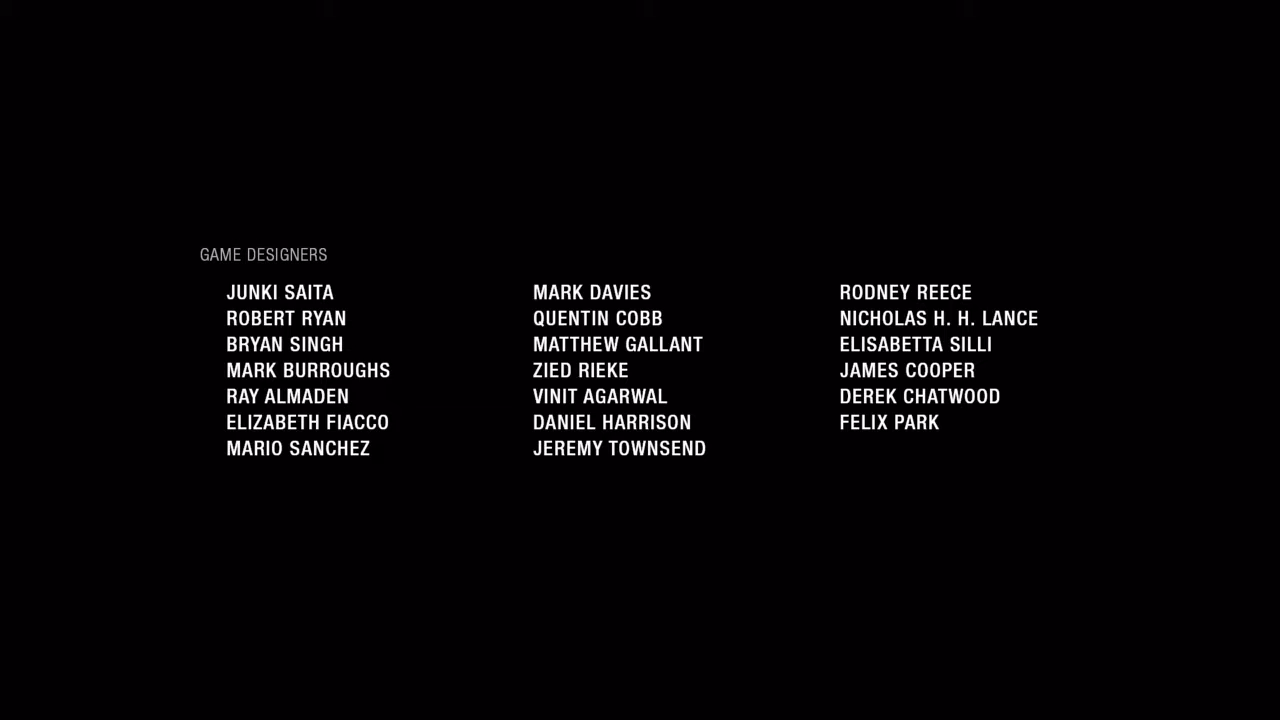 GAME DESIGNERS
JUNKI SAITA
ROBERT RYAN
BRYAN SINGH
MARK BURROUGHS
RAY ALMADEN
ELIZABETH FIACCO
MARIO SANCHEZ
MARK DAVIES
QUENTIN COBB
MATTHEW GALLANT
ZIED RIEKE
VINIT AGARWAL
DANIEL HARRISON
JEREMY TOWNSEND
RODNEY REECE
NICHOLAS H. H. LANCE
ELISABETTA SILLI
JAMES COOPER
DEREK CHATWOOD
FELIX PARK